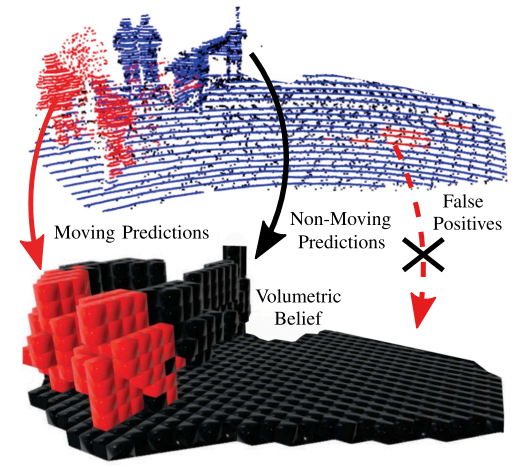 Moving Predictions
Non-Moving
Predictions
False
Positives
Volumetric
Belief